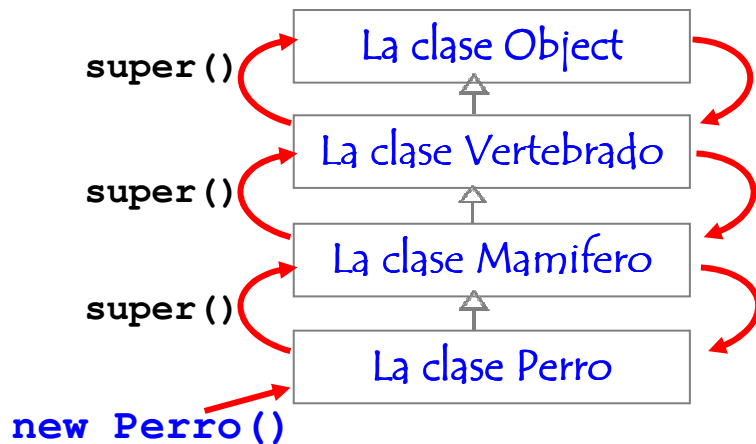 La clase Object
super()
La clase Vertebrado
super()
La clase Mamifero
super()
La clase Perro
new Perro()